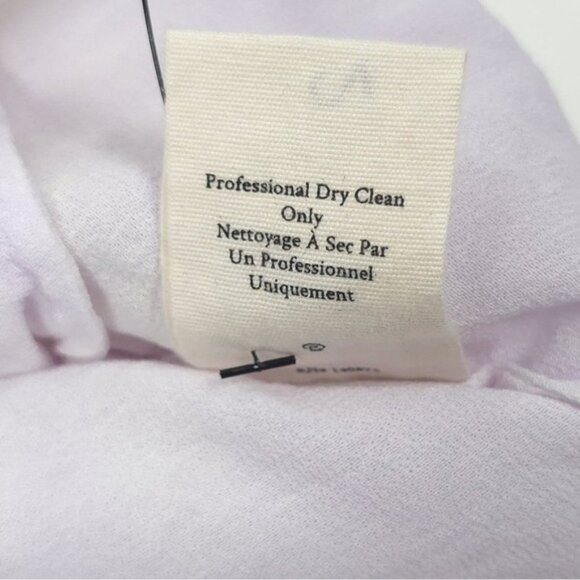 Professional Dry Clean
Only
Nettoyage À Sec Par
Un Professionnel
Uniquement
®